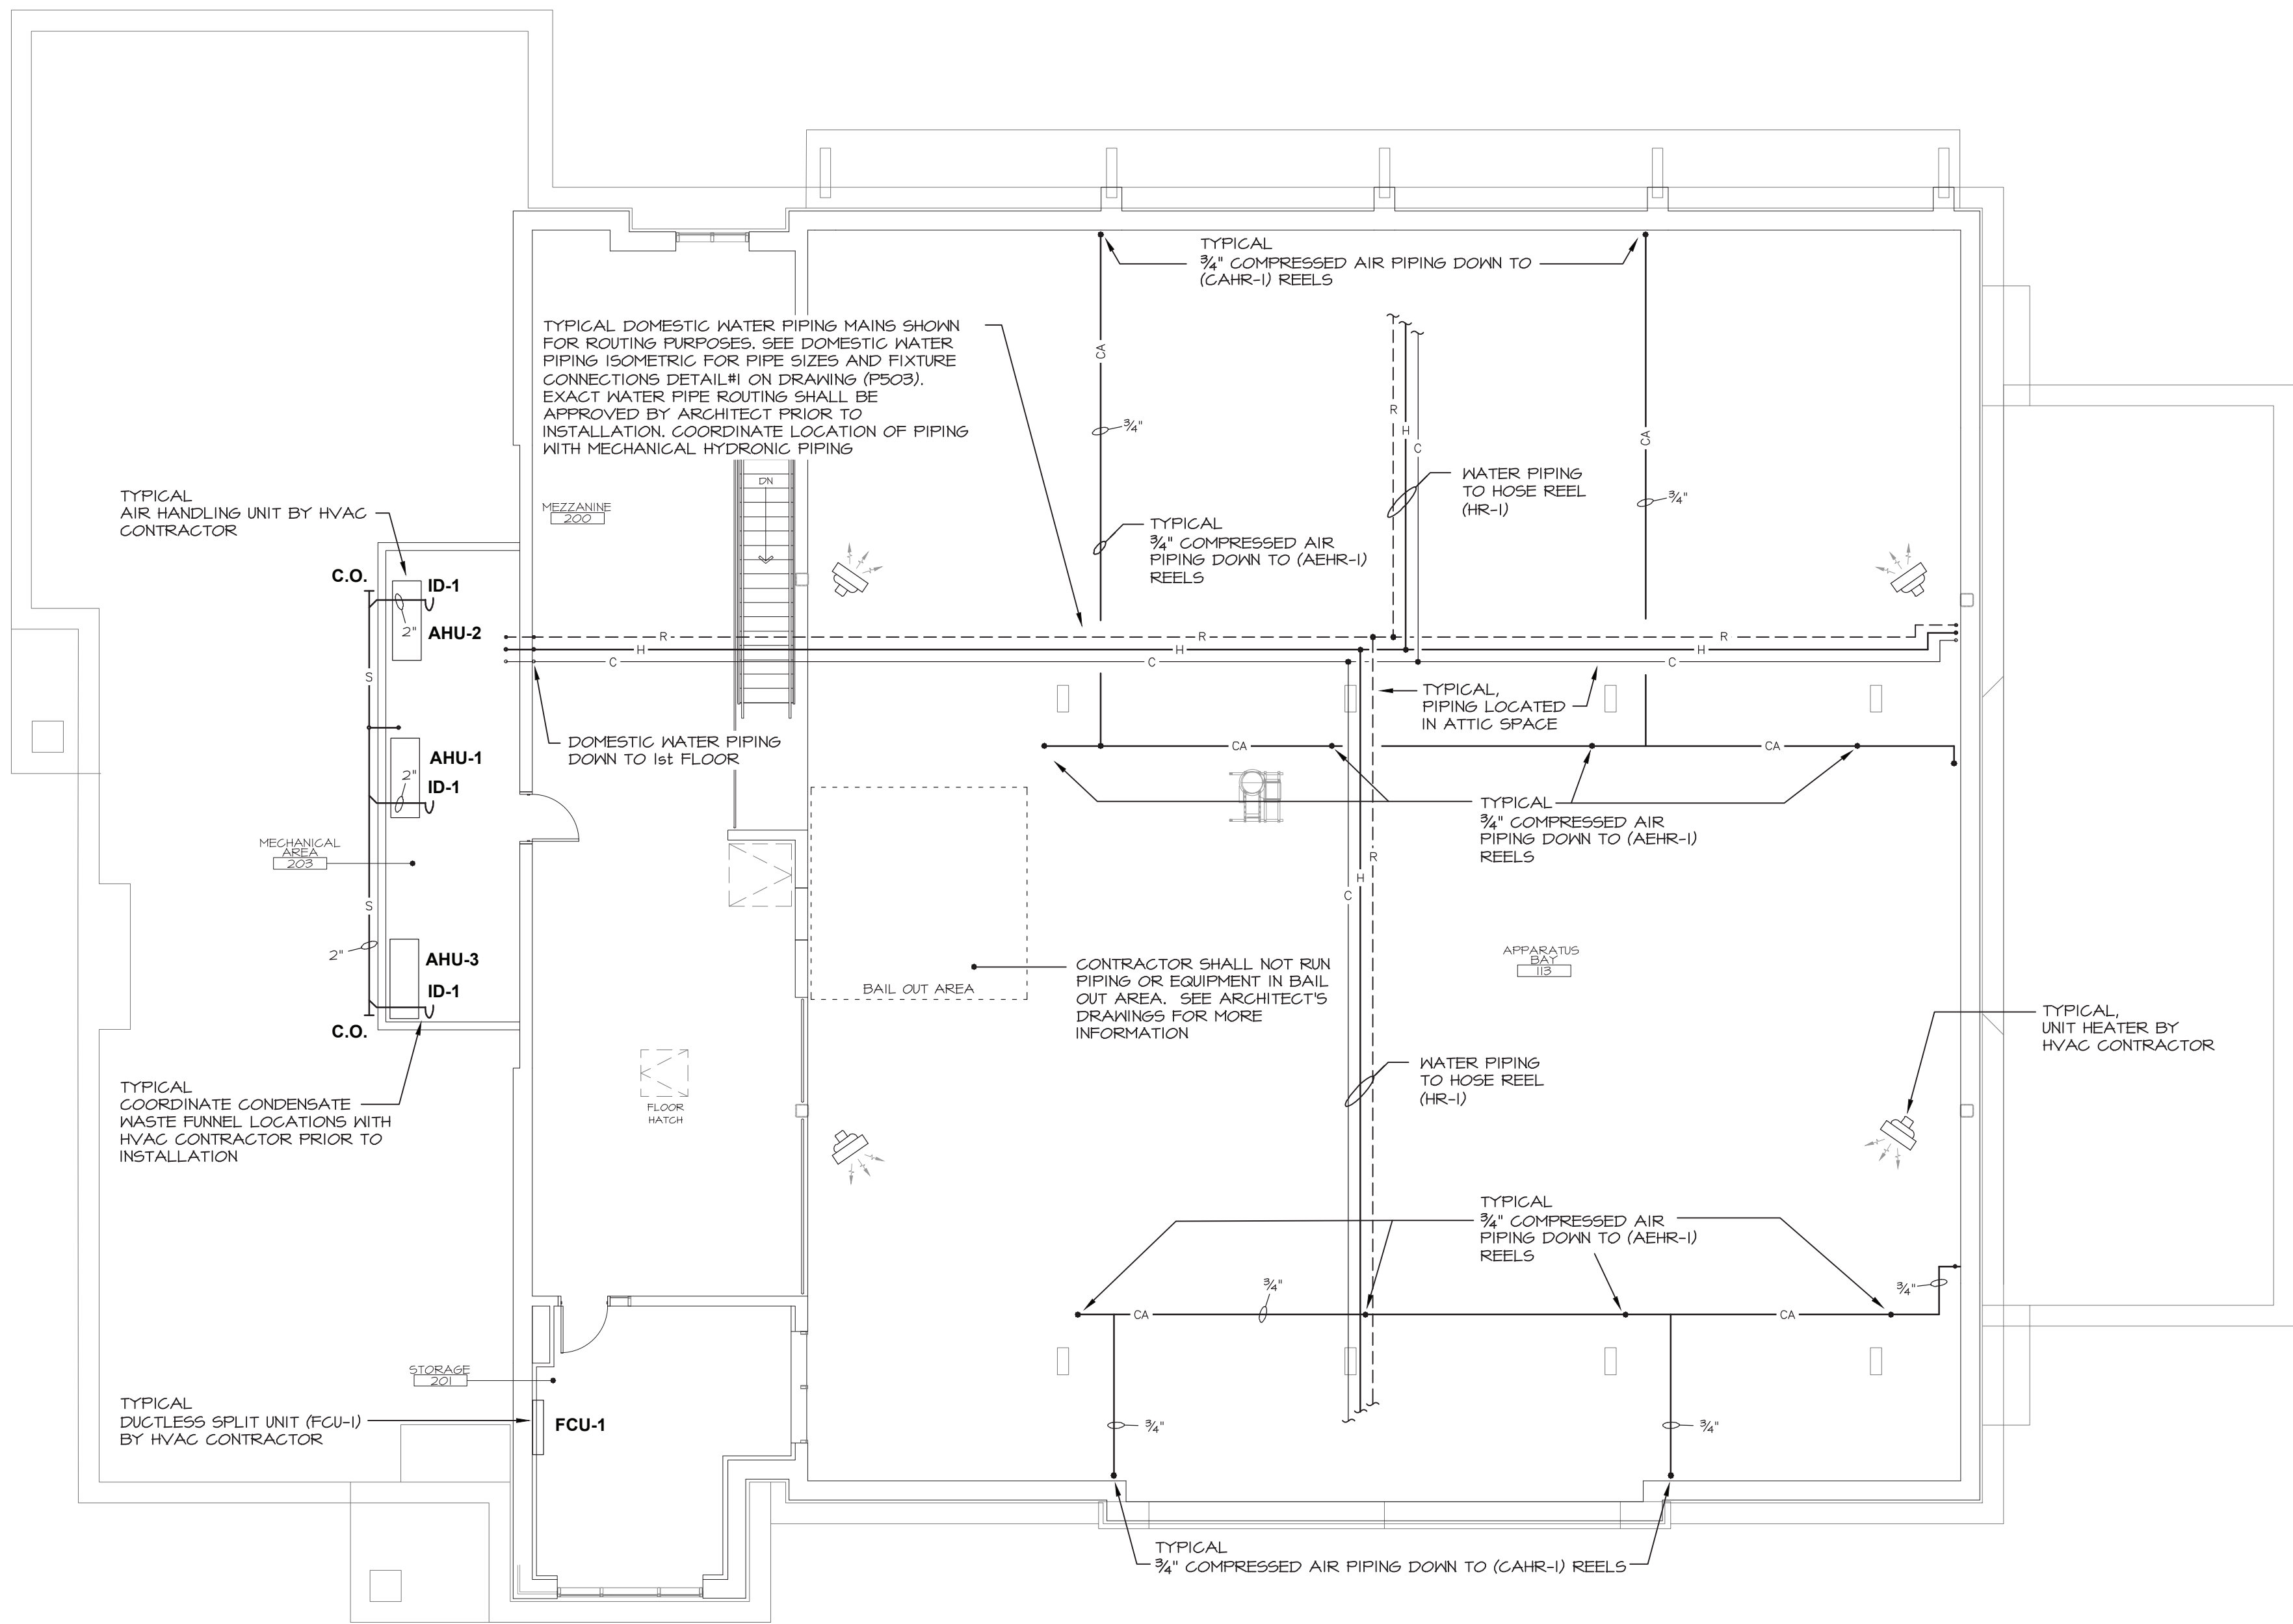 TYPICAL
¾" COMPRESSED AIR PIPING DOWN TO
(CAHR-1) REELS
TYPICAL DOMESTIC WATER PIPING MAINS SHOWN
FOR ROUTING PURPOSES. SEE DOMESTIC WATER
PIPING ISOMETRIC FOR PIPE SIZES AND FIXTURE
CONNECTIONS DETAIL#1 ON DRAWING (P503).
EXACT WATER PIPE ROUTING SHALL BE
APPROVED BY ARCHITECT PRIOR TO
INSTALLATION. COORDINATE LOCATION OF PIPING
WITH MECHANICAL HYDRONIC PIPING
CA
¾"
R
H
C
CA
¾"
WATER PIPING
TO HOSE REEL
(HR-1)
DN
MEZZANINE
200
TYPICAL
AIR HANDLING UNIT BY HVAC
CONTRACTOR
TYPICAL
¾" COMPRESSED AIR
PIPING DOWN TO (AEHR-1)
REELS
C.O.
ID-1
2"
AHU-2
S
R
R
R
H
H
H
C
C
C
TYPICAL,
PIPING LOCATED
IN ATTIC SPACE
DOMESTIC WATER PIPING
DOWN TO 1st FLOOR
CA
CA
AHU-1
2"
ID-1
TYPICAL
¾" COMPRESSED AIR
PIPING DOWN TO (AEHR-1)
REELS
MECHANICAL
AREA
203
R
H
C
S
2"
AHU-3
ID-1
C.O.
BAIL OUT AREA
CONTRACTOR SHALL NOT RUN
PIPING OR EQUIPMENT IN BAIL
OUT AREA. SEE ARCHITECT'S
DRAWINGS FOR MORE
INFORMATION
APPARATUS
BAY
113
TYPICAL,
UNIT HEATER BY
HVAC CONTRACTOR
WATER PIPING
TO HOSE REEL
(HR-1)
FLOOR
HATCH
TYPICAL
COORDINATE CONDENSATE
WASTE FUNNEL LOCATIONS WITH
HVAC CONTRACTOR PRIOR TO
INSTALLATION
TYPICAL
¾" COMPRESSED AIR
PIPING DOWN TO (AEHR-1)
REELS
¾"
¾"
CA
CA
STORAGE
201
TYPICAL
DUCTLESS SPLIT UNIT (FCU-1)
BY HVAC CONTRACTOR
FCU-1
¾"
¾"
TYPICAL
¾" COMPRESSED AIR PIPING DOWN TO (CAHR-1) REELS